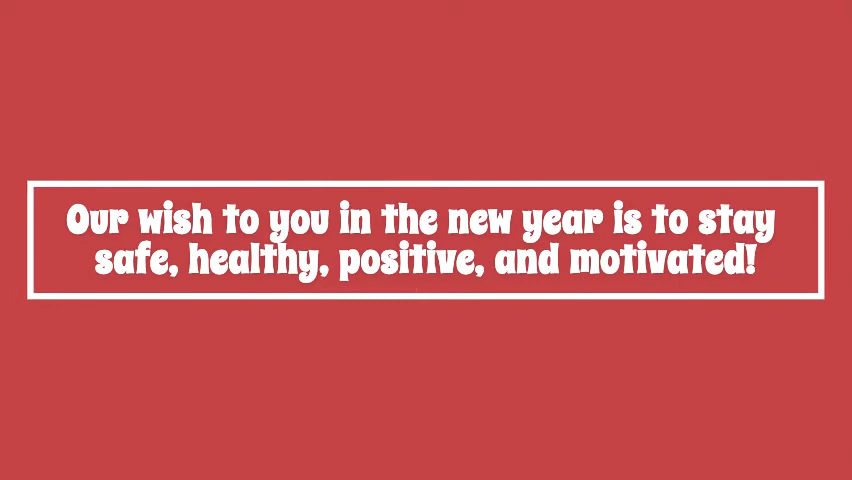 Our wish to you in the new year is to stay
safe, healthy, positive, and motivated!